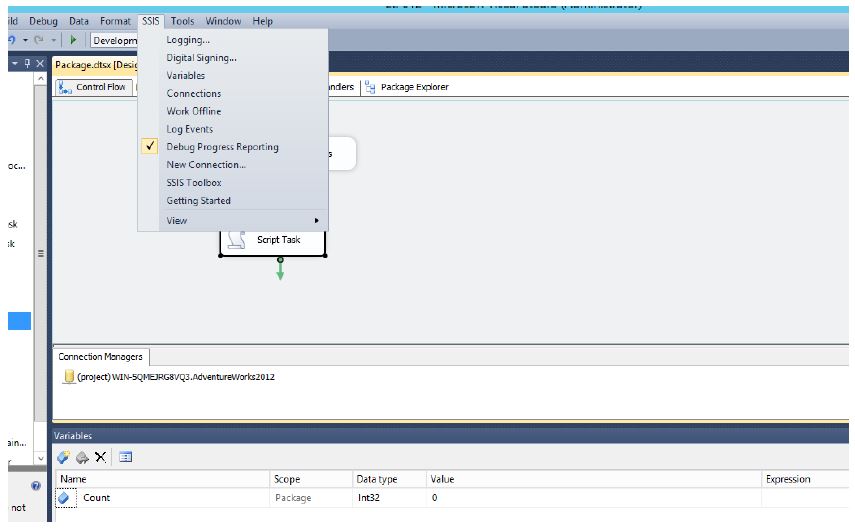 ild Debug Data Format SSIS Tools Window Help
Developm
Logging...
Digital Signing...
Variables
Connections
Work Offline
Log Events
Debug Progress Reporting
New Connection...
SSIS Toolbox
Getting Started
View
Package.dtsx [Desig
Control Flow
nders
Package Explorer
oc...
s
sk
sk
Script Task
Connection Managers
(project) WIN-5QMEJRG8VQ3.AdventureWorks2012
ain...
Variables
Name Scope Data type Value Expression
Count Package Int32 0
not